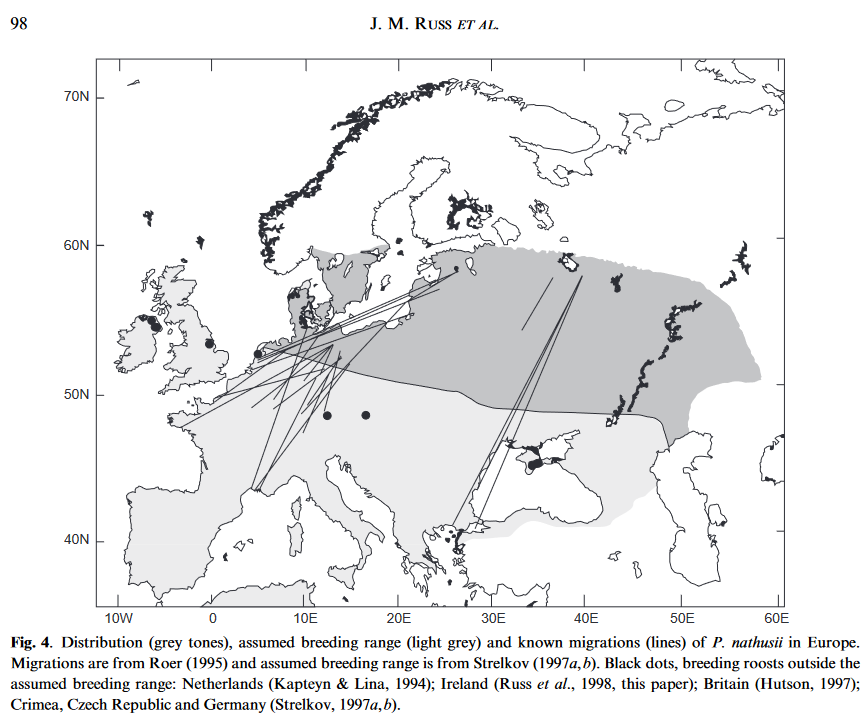 98
J. M. RUSS ET AL.
70N
60N
50N
40N
10W 0 10E 20E 30E 40E 50E 60E
Fig. 4. Distribution (grey tones), assumed breeding range (light grey) and known migrations (lines) of P. nathusii in Europe.
Migrations are from Roer (1995) and assumed breeding range is from Strelkov (1997a,b). Black dots, breeding roosts outside the
assumed breeding range: Netherlands (Kapteyn & Lina, 1994); Ireland (Russ et al., 1998, this paper); Britain (Hutson, 1997);
Crimea, Czech Republic and Germany (Strelkov, 1997a,b).